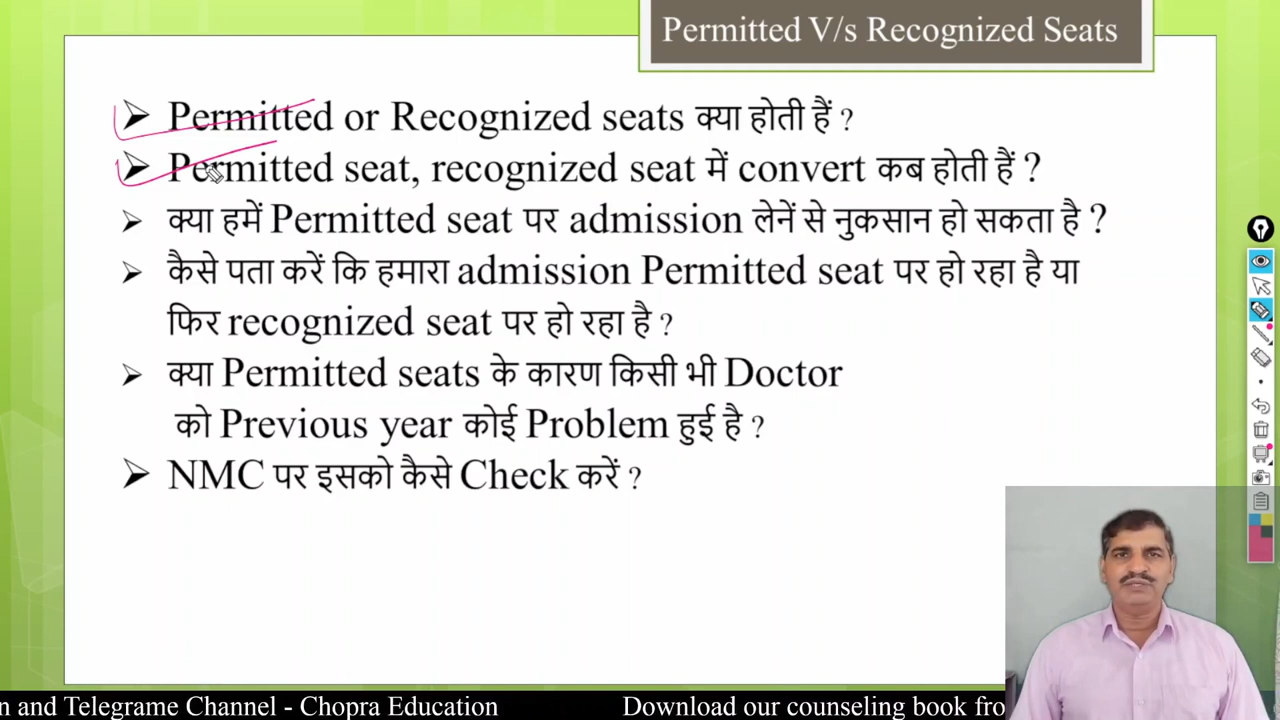 Permitted V/s Recognized Seats
Permitted or Recognized seats क्या होती हैं ?
Permitted seat, recognized seat में convert कब होती हैं ?
क्या हमें Permitted seat पर admission लेनें से नुकसान हो सकता है ?
कैसे पता करें कि हमारा admission Permitted seat पर हो रहा है या
फिर recognized seat पर हो रहा है ?
क्या Permitted seats के कारण किसी भी Doctor
को Previous year कोई Problem हुई है ?
NMC पर इसको कैसे Check करें ?
n and Telegrame Channel - Chopra Education Download our counseling book fro